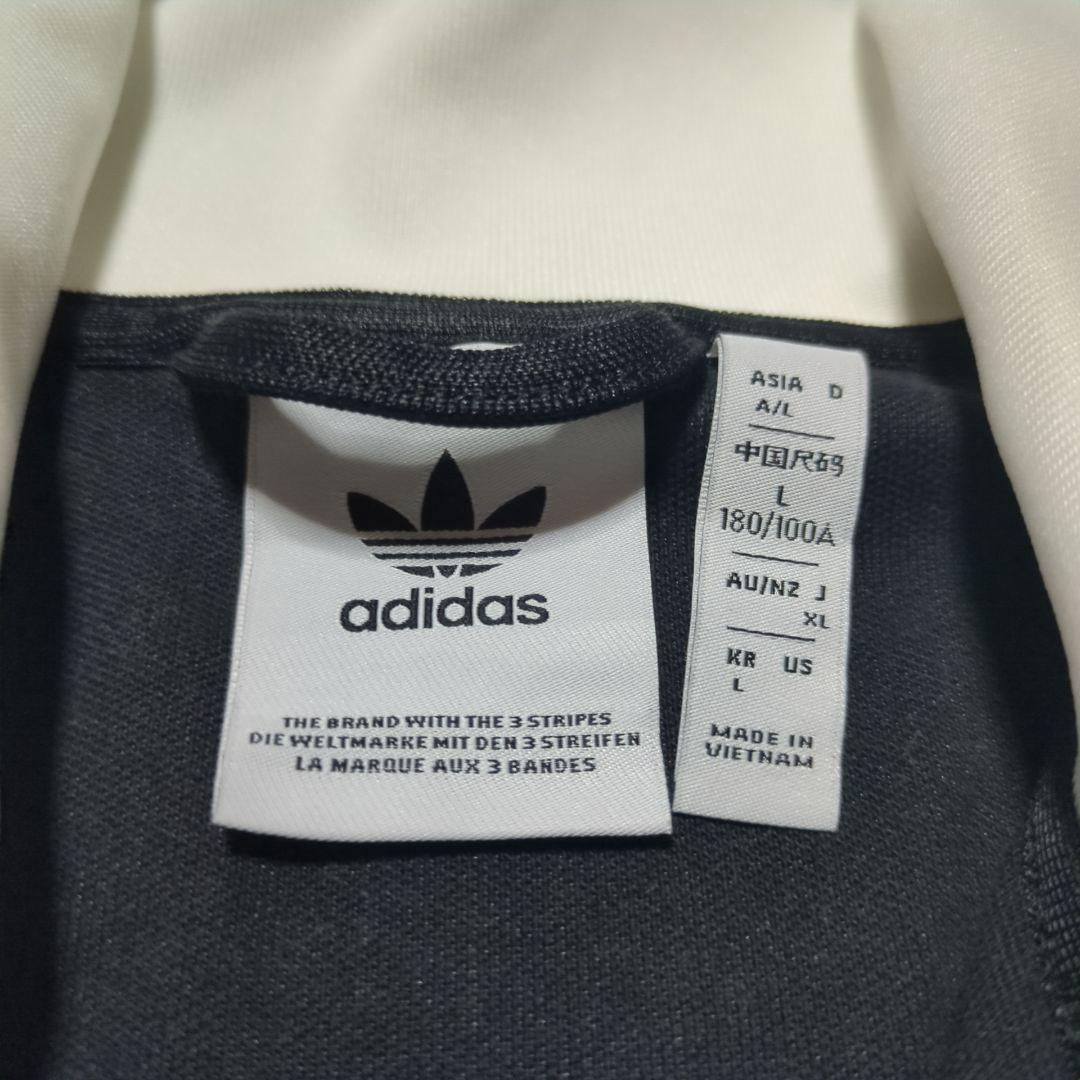 adidas
THE BRAND WITH THE 3 STRIPES
DIE WELTMARKE MIT DEN 3 STREIFEN
LA MARQUE AUX 3 BANDES
ASIA D
A/L
中国尺码
L
180/100A
AU/NZ J
XL
KR US
L
MADE IN
VIETNAM